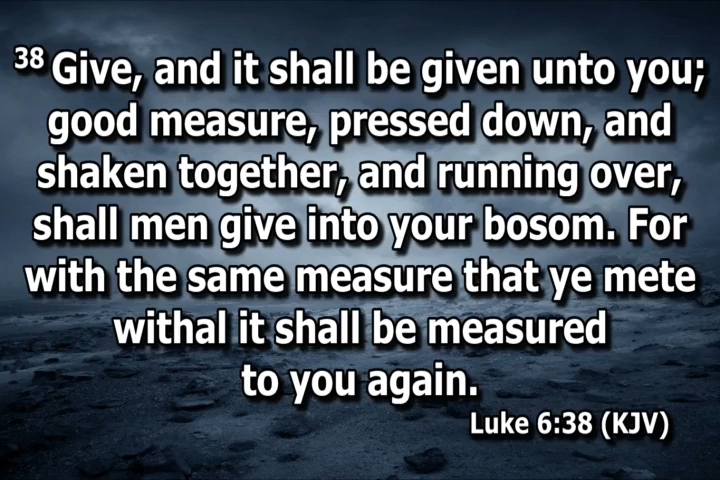 38 Give, and it shall be given unto you;
good measure, pressed down, and
shaken together, and running over,
shall men give into your bosom. For
with the same measure that ye mete
withal it shall be measured
to you again.
Luke 6:38 (KJV)